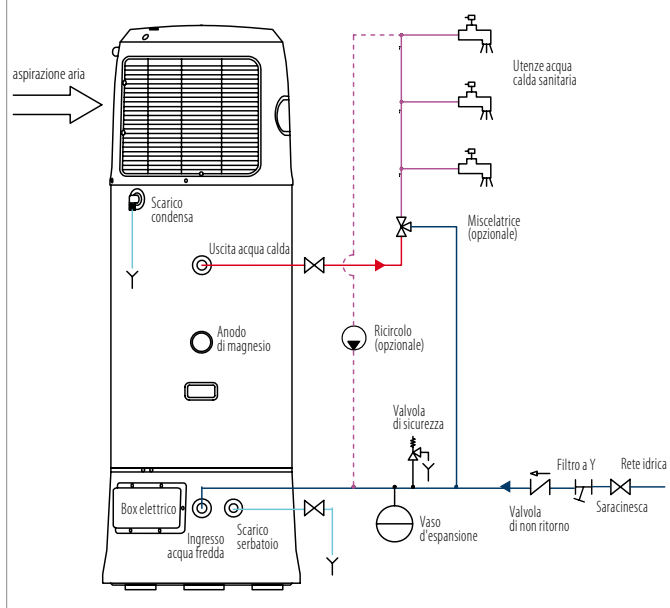 aspirazione aria
Utenze acqua
calda sanitaria
Scarico
condensa
Miscelatrice
(opzionale)
Uscita acqua calda
Anodo
di magnesio
Ricircolo
(opzionale)
Valvola
di sicurezza
Filtro a Y
Rete idrica
Box elettrico
Saracinesca
Valvola
di non ritorno
Vaso
d'espansione
Ingresso
acqua fredda
Scarico
serbatoio